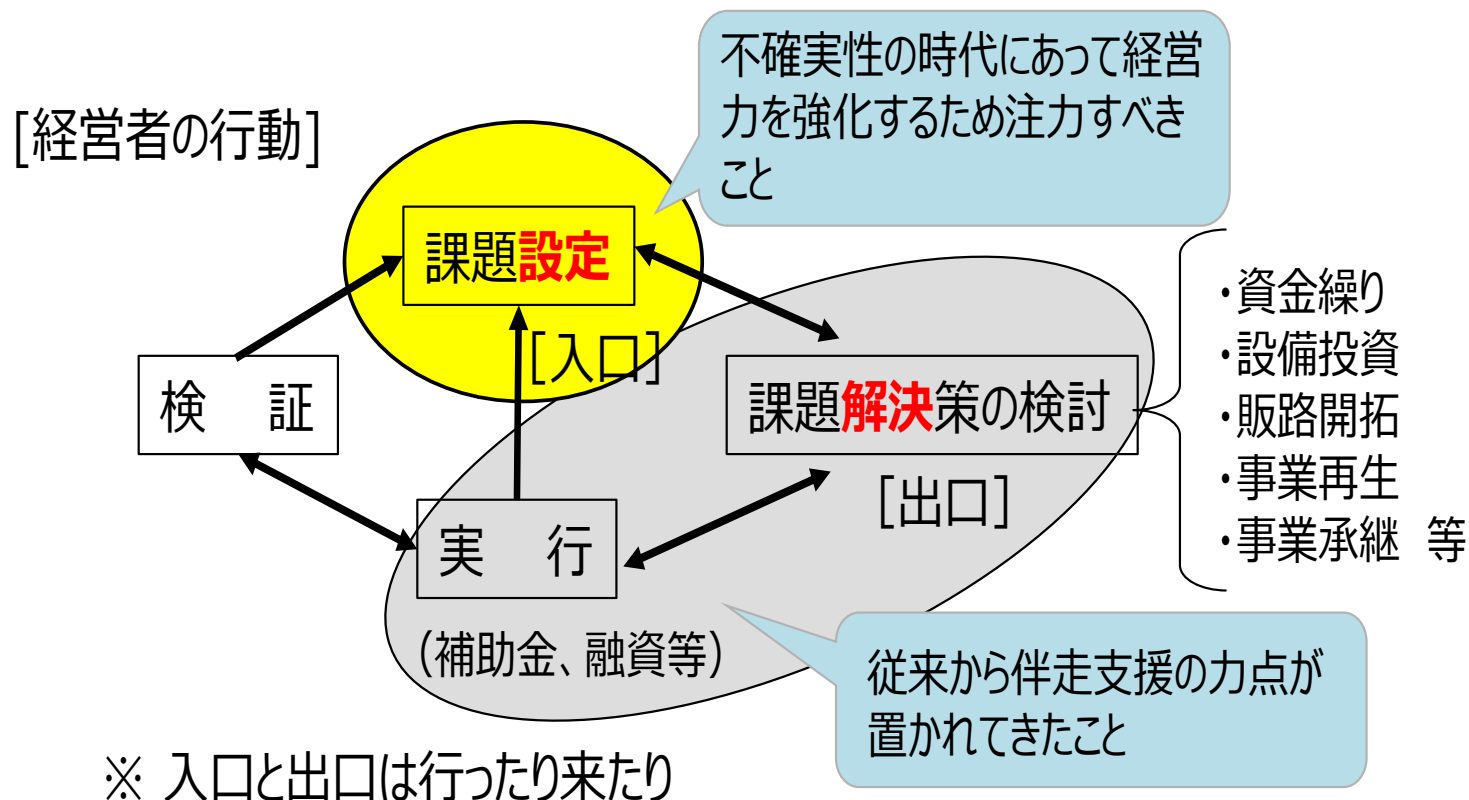 [経営者の行動]
不確実性の時代にあって経営
力を強化するため注力すべき
こと
課題設定
[入口]
検　証
課題解決策の検討
[出口]
・資金繰り
・設備投資
・販路開拓
・事業再生
・事業承継　等
実　行
(補助金、融資等)
従来から伴走支援の力点が
置かれてきたこと
※ 入口と出口は行ったり来たり